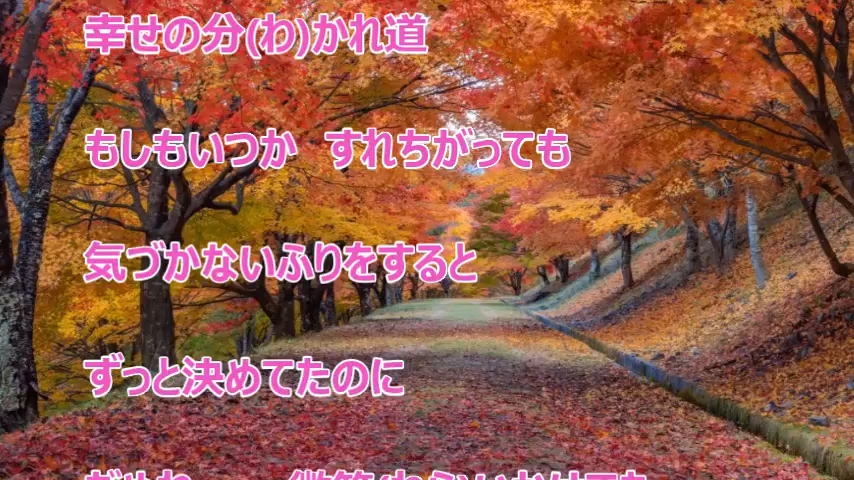 幸せの分(わ)かれ道
もしもいつか　すれちがっても
気づかないふりをすると
ずっと決めてたのに